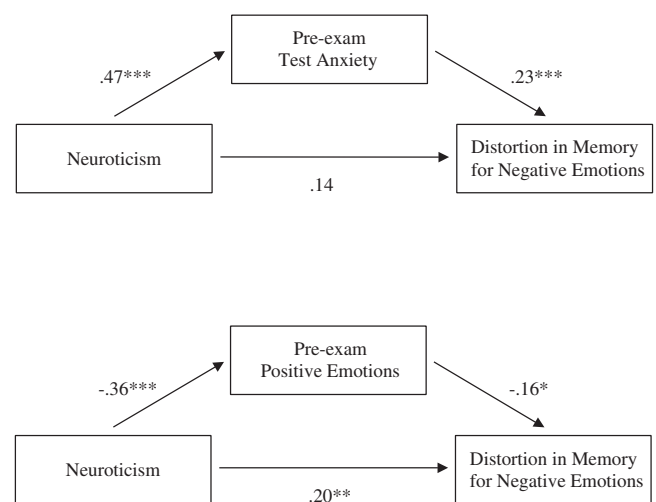 Pre-exam
Test Anxiety
.47***
.23***
Neuroticism
Distortion in Memory
for Negative Emotions
.14
Pre-exam
Positive Emotions
-.36***
-.16*
Neuroticism
Distortion in Memory
for Negative Emotions
.20**